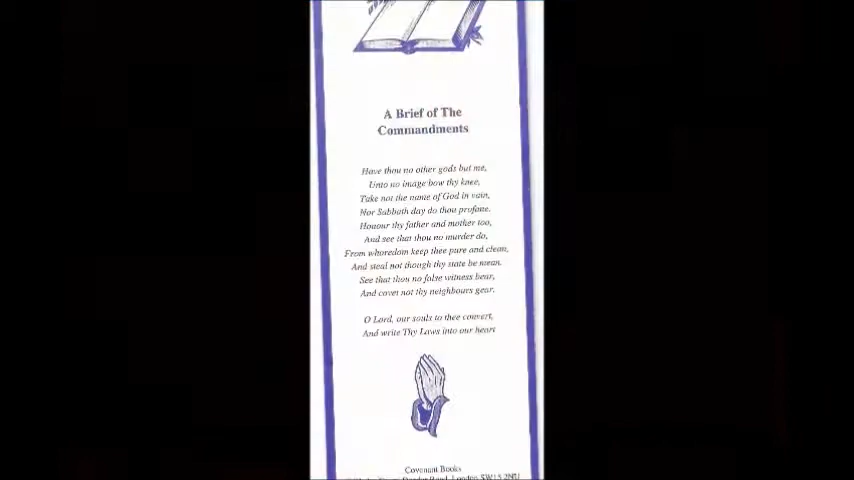 A Brief of The
Commandments
Have thou no other gods but me,
Unto no image bow thy knee,
Take not the name of God in vain,
Nor Sabbath day do thou profane.
Honour thy father and mother too,
And see that thou no murder do,
From whoredom keep thee pure and clean,
And steal not though thy state be mean.
See that thou no false witness bear,
And covet not thy neighbours gear.
O Lord, our souls to thee convert,
And write Thy Laws into our heart
Covenant Books
Road, London SW15 2NU